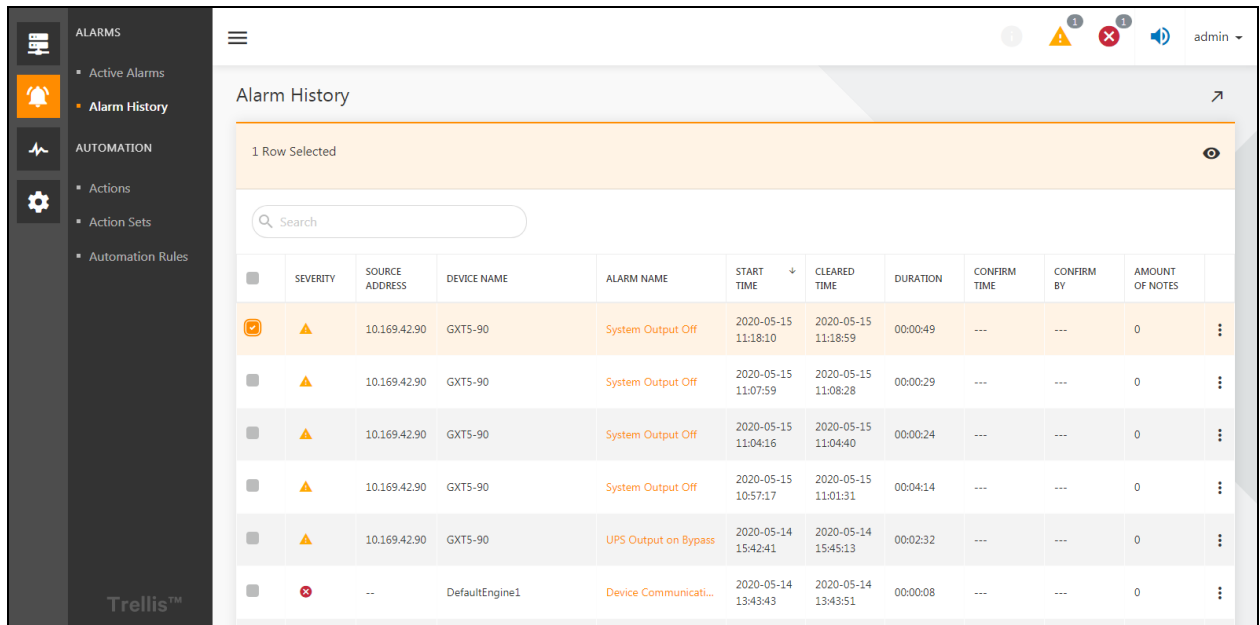 ALARMS
Active Alarms
Alarm History
AUTOMATION
Actions
Action Sets
Automation Rules
Trellis™
1
1
admin
Alarm History
1 Row Selected
Search
SEVERITY SOURCE ADDRESS DEVICE NAME ALARM NAME START TIME CLEARED TIME DURATION CONFIRM TIME CONFIRM BY AMOUNT OF NOTES
10.169.42.90 GXT5-90 System Output Off 2020-05-15 11:18:10 2020-05-15 11:18:59 00:00:49 --- --- 0
10.169.42.90 GXT5-90 System Output Off 2020-05-15 11:07:59 2020-05-15 11:08:28 00:00:29 --- --- 0
10.169.42.90 GXT5-90 System Output Off 2020-05-15 11:04:16 2020-05-15 11:04:40 00:00:24 --- --- 0
10.169.42.90 GXT5-90 System Output Off 2020-05-15 10:57:17 2020-05-15 11:01:31 00:04:14 --- --- 0
10.169.42.90 GXT5-90 UPS Output on Bypass 2020-05-14 15:42:41 2020-05-14 15:45:13 00:02:32 --- --- 0
-- DefaultEngine1 Device Communicati... 2020-05-14 13:43:43 2020-05-14 13:43:51 00:00:08 --- --- 0